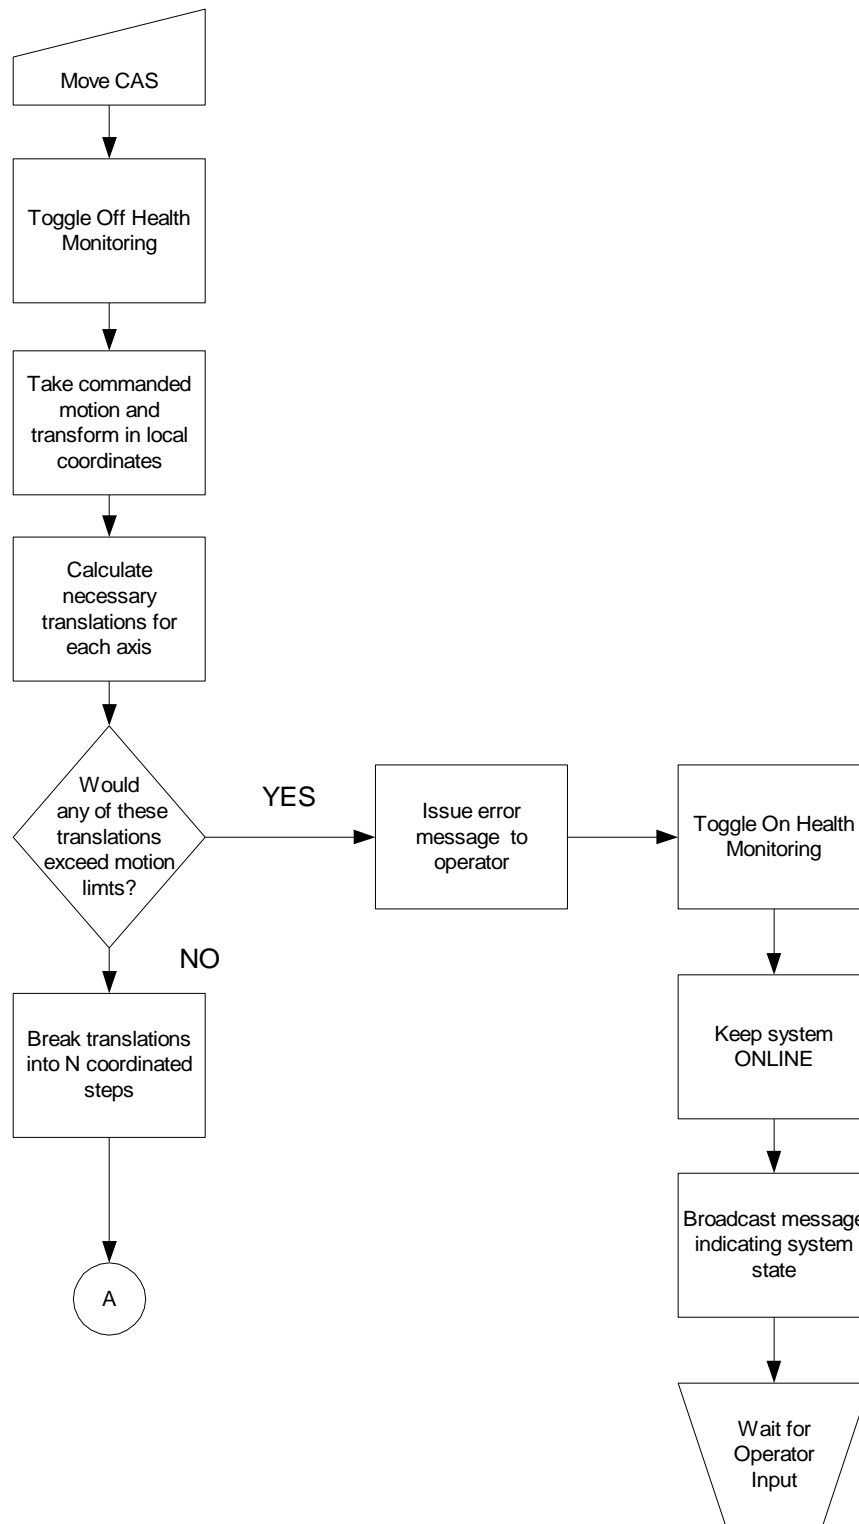 Move CAS
Toggle Off Health
Monitoring
Take commanded
motion and
transform in local
coordinates
Calculate
necessary
translations for
each axis
Would
any of these
translations
exceed motion
limts?
YES
Issue error
message to
operator
Toggle On Health
Monitoring
NO
Break translations
into N coordinated
steps
Keep system
ONLINE
Broadcast message
indicating system
state
A
Wait for
Operator
Input